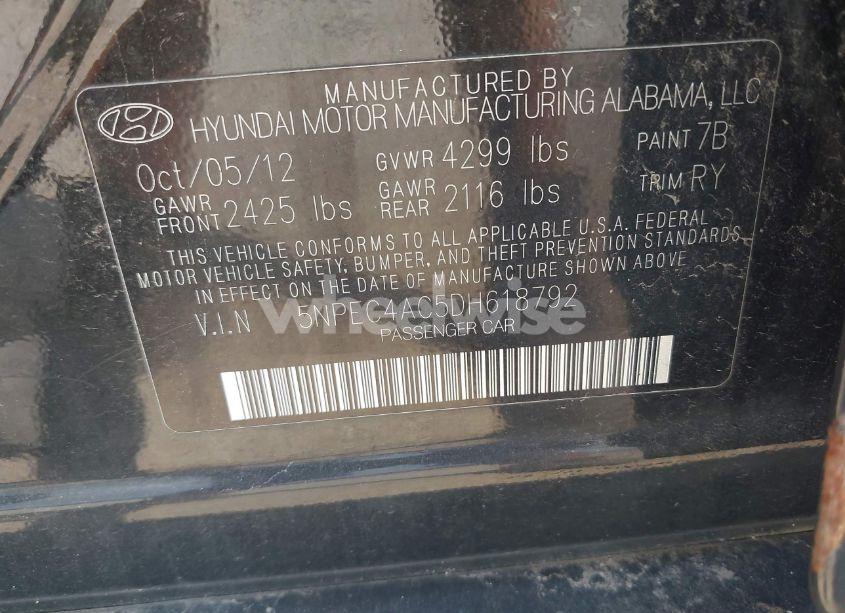 MANUFACTURED BY
HYUNDAI MOTOR MANUFACTURING ALABAMA, LLC
Oct/05/12 GVWR 4299 lbs PAINT 7B
GAWR FRONT 2425 lbs GAWR REAR 2116 lbs TRIM RY
THIS VEHICLE CONFORMS TO ALL APPLICABLE U.S.A. FEDERAL
MOTOR VEHICLE SAFETY, BUMPER, AND THEFT PREVENTION STANDARDS
IN EFFECT ON THE DATE OF MANUFACTURE SHOWN ABOVE
V.I.N 5NPEC4AC5DH618792
wheelwise
PASSENGER CAR